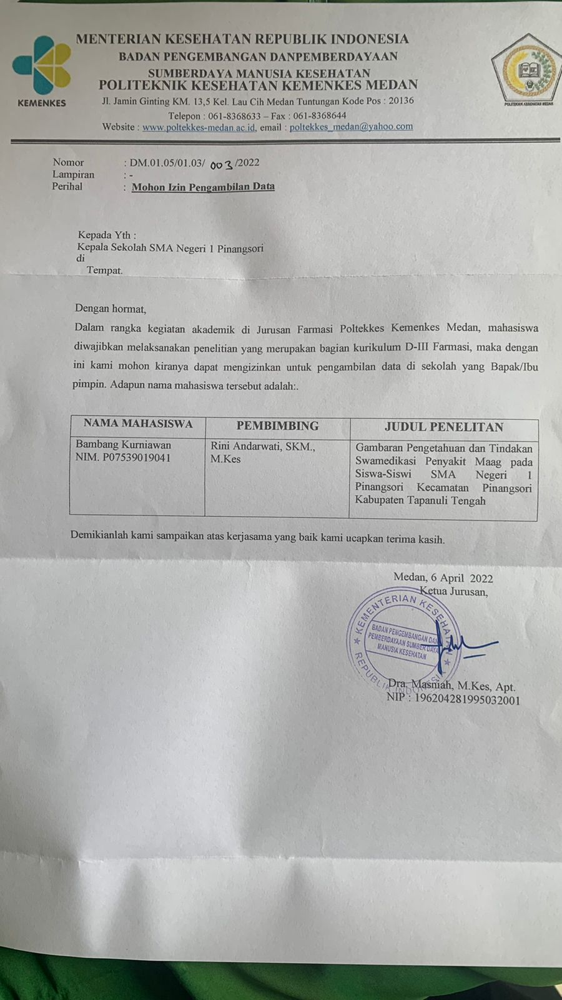 MENTERIAN KESEHATAN REPUBLIK INDONESIA
BADAN PENGEMBANGAN DANPEMBERDAYAAN
SUMBERDAYA MANUSIA KESEHATAN
POLITEKNIK KESEHATAN KEMENKES MEDAN
Jl. Jamin Ginting KM. 13,5 Kel. Lau Cih Medan Tuntungan Kode Pos : 20136
Telepon : 061-8368633 – Fax : 061-8368644
Website : www.poltekkes-medan.ac.id, email : poltekkes_medan@yahoo.com
KEMENKES
POLITEKNIK KESEHATAN MEDAN
Nomor : DM.01.05/01.03/ 003 /2022
Lampiran : -
Perihal : Mohon Izin Pengambilan Data
Kepada Yth :
Kepala Sekolah SMA Negeri 1 Pinangsori
di
Tempat.
Dengan hormat,
Dalam rangka kegiatan akademik di Jurusan Farmasi Poltekkes Kemenkes Medan, mahasiswa
diwajibkan melaksanakan penelitian yang merupakan bagian kurikulum D-III Farmasi, maka dengan
ini kami mohon kiranya dapat mengizinkan untuk pengambilan data di sekolah yang Bapak/Ibu
pimpin. Adapun nama mahasiswa tersebut adalah:.
NAMA MAHASISWA PEMBIMBING JUDUL PENELITAN
Bambang Kurniawan
NIM. P07539019041
Rini Andarwati, SKM.,
M.Kes
Gambaran Pengetahuan dan Tindakan
Swamedikasi Penyakit Maag pada
Siswa-Siswi SMA Negeri 1
Pinangsori Kecamatan Pinangsori
Kabupaten Tapanuli Tengah
Demikianlah kami sampaikan atas kerjasama yang baik kami ucapkan terima kasih.
Medan, 6 April 2022
Ketua Jurusan,
KEMENTERIAN KESEHATAN
BADAN PENGEMBANGAN DAN
PEMBERDAYAAN SUMBER DAYA
MANUSIA KESEHATAN
REPUBLIK INDONESIA
Dra. Masniah, M.Kes, Apt.
NIP : 196204281995032001